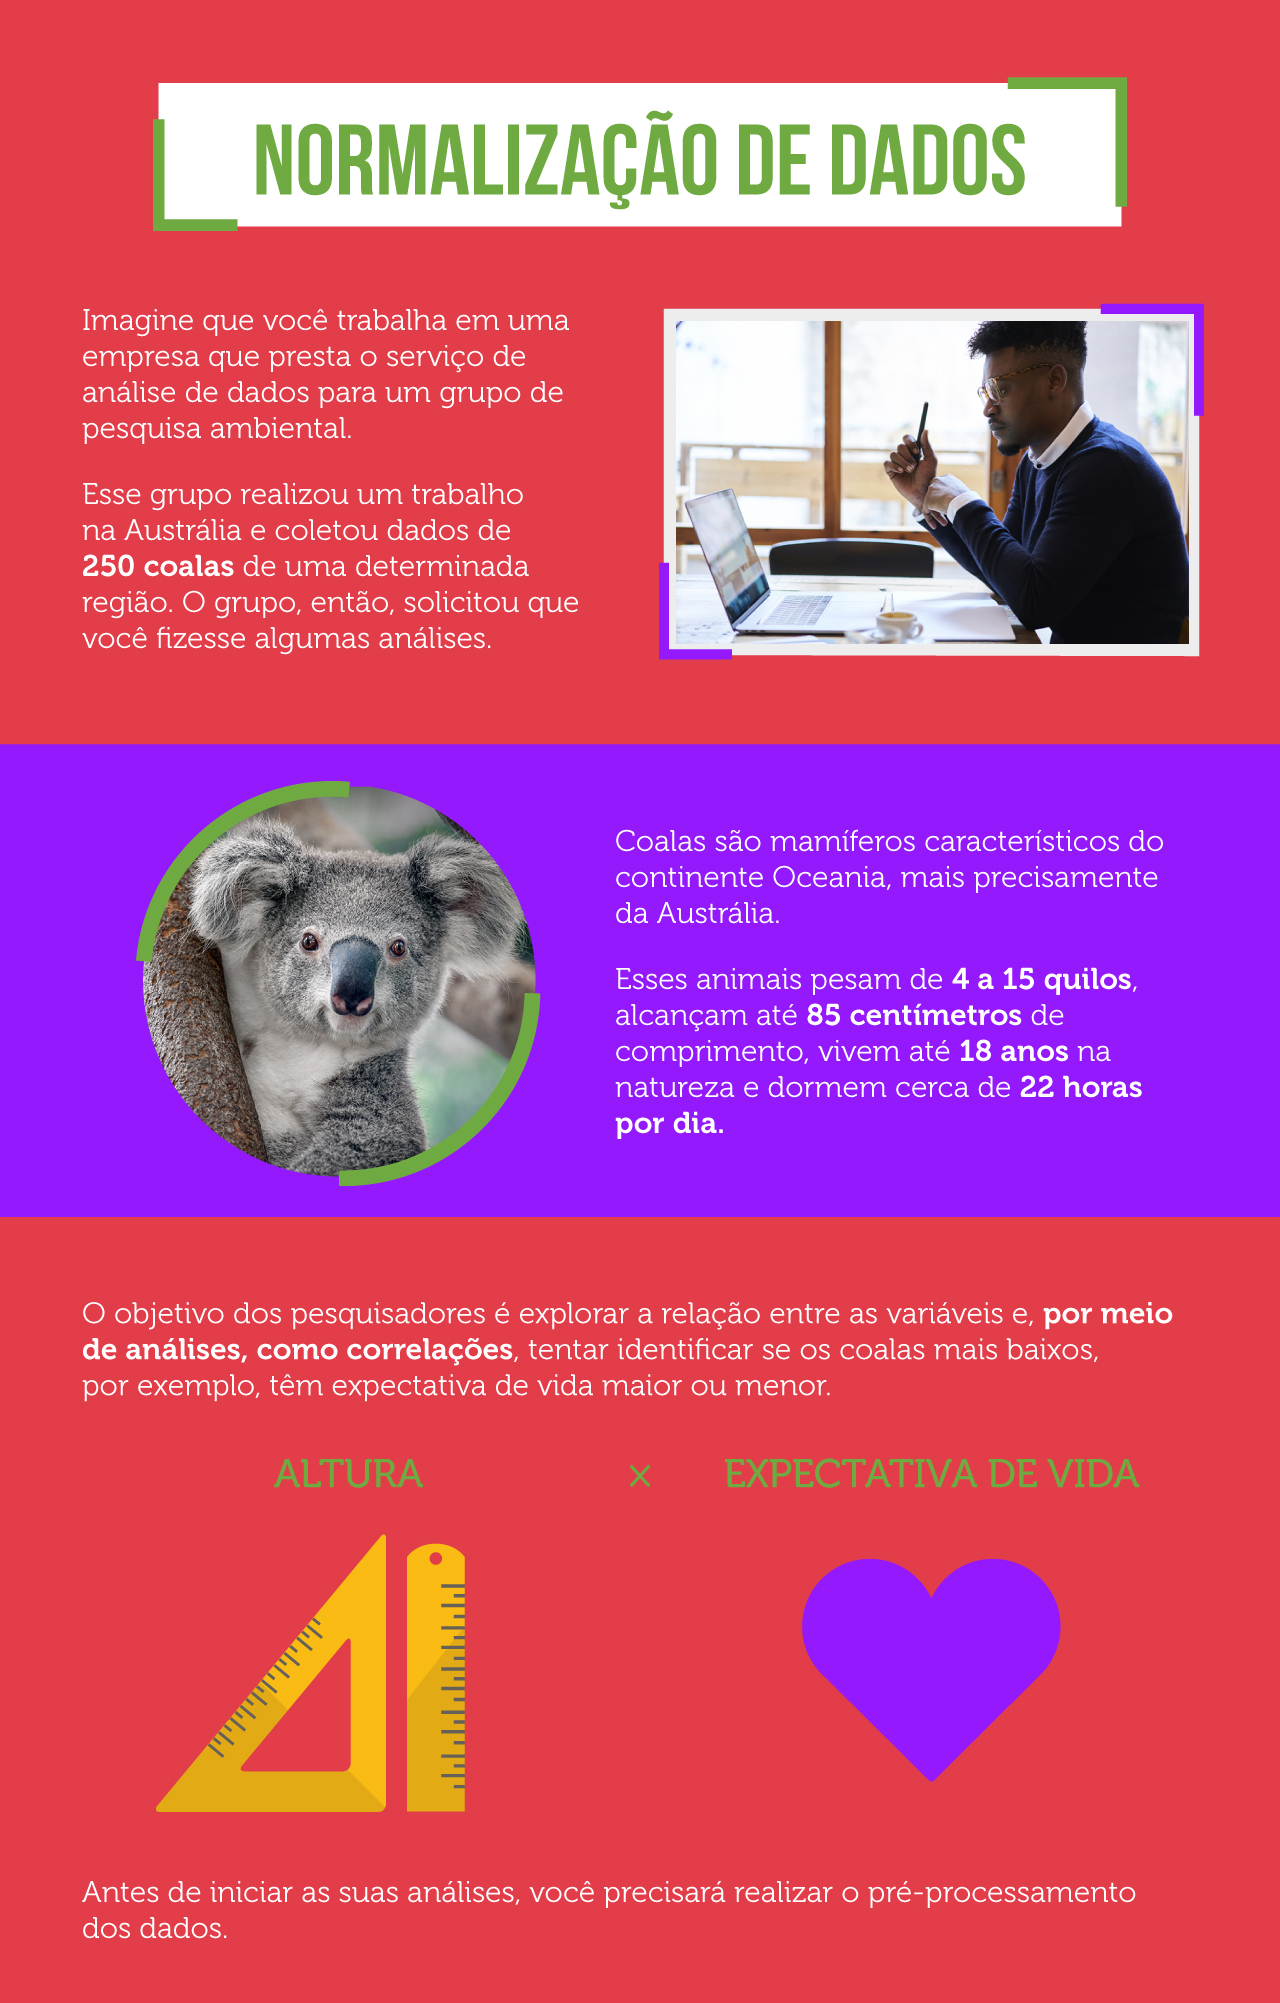 NORMALIZAÇÃO DE DADOS
Imagine que você trabalha em uma
empresa que presta o serviço de
análise de dados para um grupo de
pesquisa ambiental.
Esse grupo realizou um trabalho
na Austrália e coletou dados de
250 coalas de uma determinada
região. O grupo, então, solicitou que
você fizesse algumas análises.
Coalas são mamíferos característicos do
continente Oceania, mais precisamente
da Austrália.
Esses animais pesam de 4 a 15 quilos,
alcançam até 85 centímetros de
comprimento, vivem até 18 anos na
natureza e dormem cerca de 22 horas
por dia.
O objetivo dos pesquisadores é explorar a relação entre as variáveis e, por meio
de análises, como correlações, tentar identificar se os coalas mais baixos,
por exemplo, têm expectativa de vida maior ou menor.
ALTURA x EXPECTATIVA DE VIDA
Antes de iniciar as suas análises, você precisará realizar o pré-processamento
dos dados.